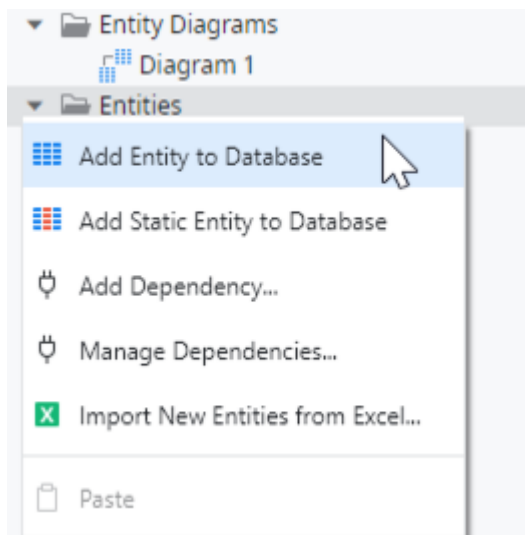 Entity Diagrams
Diagram 1
Entities
Add Entity to Database
Add Static Entity to Database
Add Dependency...
Manage Dependencies...
Import New Entities from Excel...
Paste